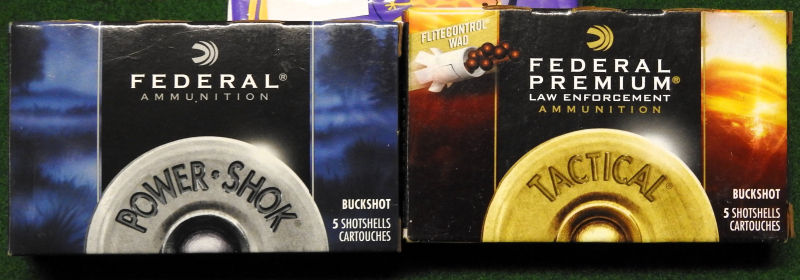 FEDERAL®
AMMUNITION
POWER·SHOK®
BUCKSHOT
5 SHOTSHELLS
CARTOUCHES
FLITECONTROL®
WAD
FEDERAL
PREMIUM®
LAW ENFORCEMENT
AMMUNITION
TACTICAL®
BUCKSHOT
5 SHOTSHELLS
CARTOUCHES